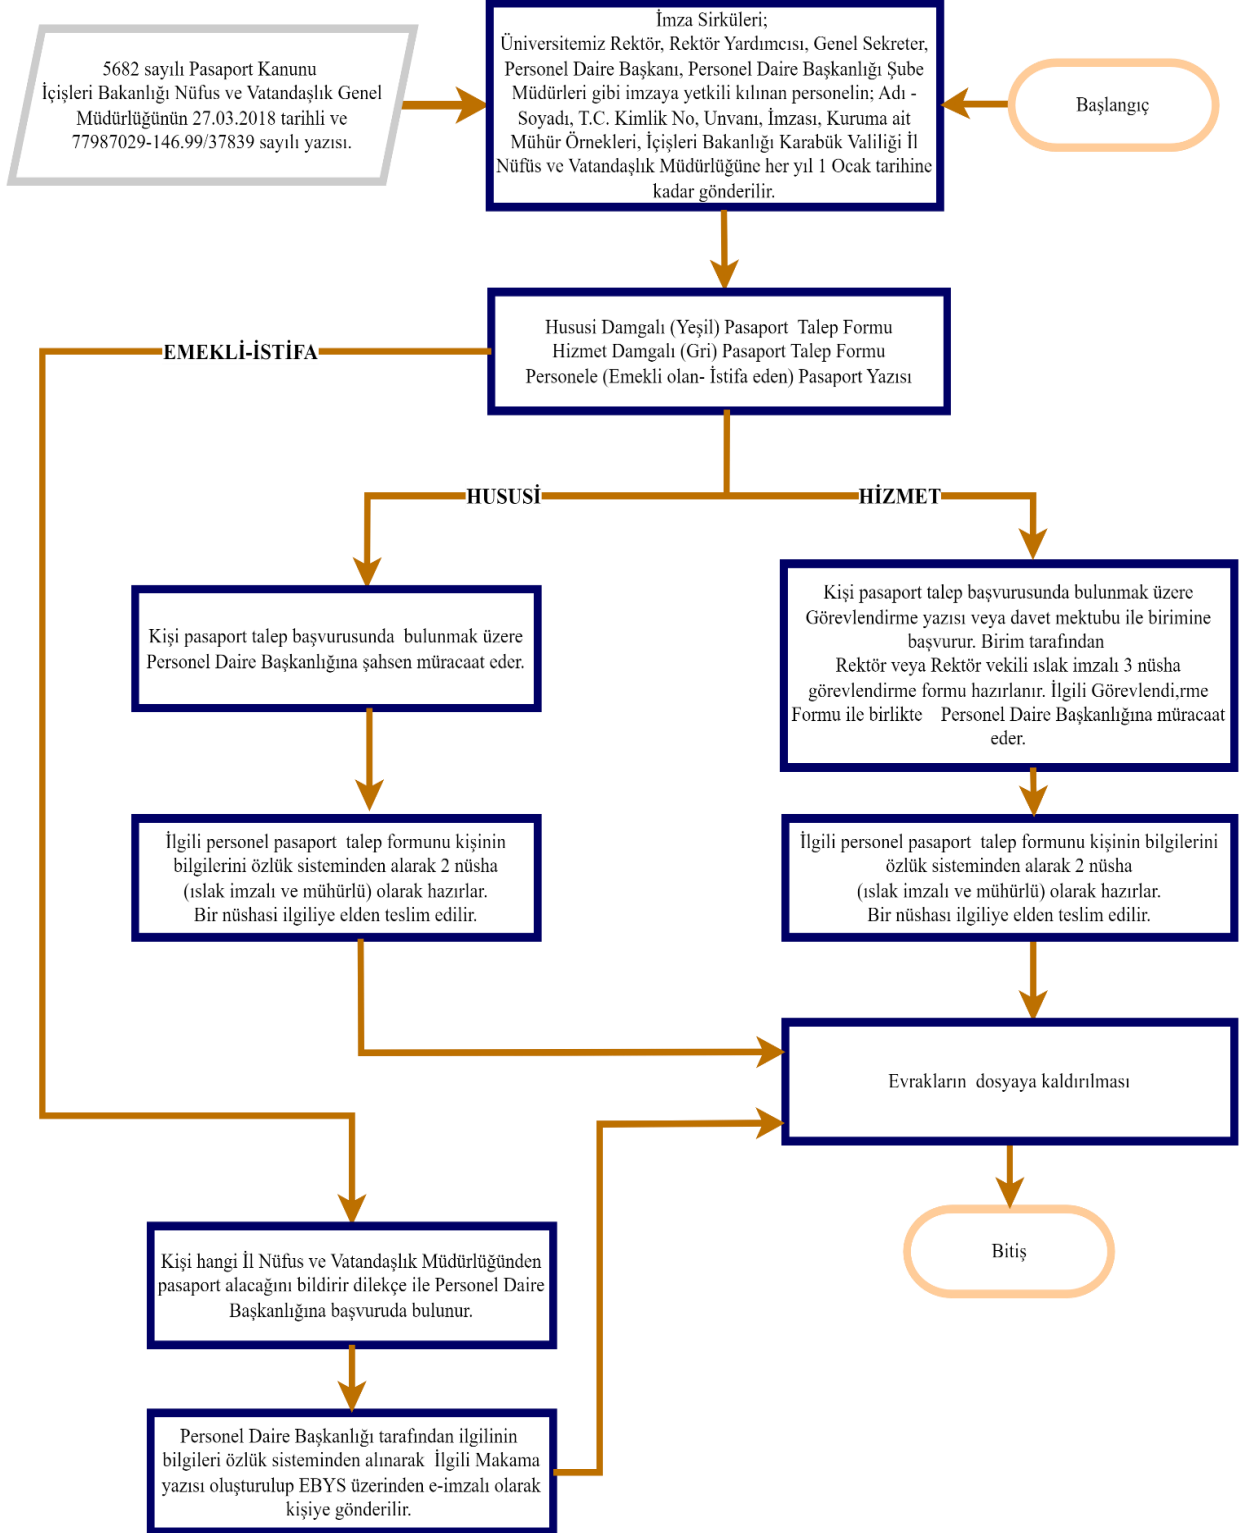 5682 sayılı Pasaport Kanunu
İçişleri Bakanlığı Nüfus ve Vatandaşlık Genel
Müdürlüğünün 27.03.2018 tarihli ve
77987029-146.99/37839 sayılı yazısı.
İmza Sirküleri;
Üniversitemiz Rektör, Rektör Yardımcısı, Genel Sekreter,
Personel Daire Başkanı, Personel Daire Başkanlığı Şube
Müdürleri gibi imzaya yetkili kılınan personelin; Adı -
Soyadı, T.C. Kimlik No, Unvanı, İmzası, Kuruma ait
Mühür Örnekleri, İçişleri Bakanlığı Karabük Valiliği İl
Nüfüs ve Vatandaşlık Müdürlüğüne her yıl 1 Ocak tarihine
kadar gönderilir.
Başlangıç
Hususi Damgalı (Yeşil) Pasaport Talep Formu
Hizmet Damgalı (Gri) Pasaport Talep Formu
Personele (Emekli olan- İstifa eden) Pasaport Yazısı
EMEKLİ-İSTİFA
HUSUSİ
HİZMET
Kişi pasaport talep başvurusunda bulunmak üzere
Personel Daire Başkanlığına şahsen müracaat eder.
Kişi pasaport talep başvurusunda bulunmak üzere
Görevlendirme yazısı veya davet mektubu ile birimine
başvurur. Birim tarafından
Rektör veya Rektör vekili ıslak imzalı 3 nüsha
görevlendirme formu hazırlanır. İlgili Görevlendi,rme
Formu ile birlikte Personel Daire Başkanlığına müracaat
eder.
İlgili personel pasaport talep formunu kişinin
bilgilerini özlük sisteminden alarak 2 nüsha
(ıslak imzalı ve mühürlü) olarak hazırlar.
Bir nüshasi ilgiliye elden teslim edilir.
İlgili personel pasaport talep formunu kişinin bilgilerini
özlük sisteminden alarak 2 nüsha
(ıslak imzalı ve mühürlü) olarak hazırlar.
Bir nüshası ilgiliye elden teslim edilir.
Evrakların dosyaya kaldırılması
Bitiş
Kişi hangi İl Nüfus ve Vatandaşlık Müdürlüğünden
pasaport alacağını bildirir dilekçe ile Personel Daire
Başkanlığına başvuruda bulunur.
Personel Daire Başkanlığı tarafından ilgilinin
bilgileri özlük sisteminden alınarak İlgili Makama
yazısı oluşturulup EBYS üzerinden e-imzalı olarak
kişiye gönderilir.